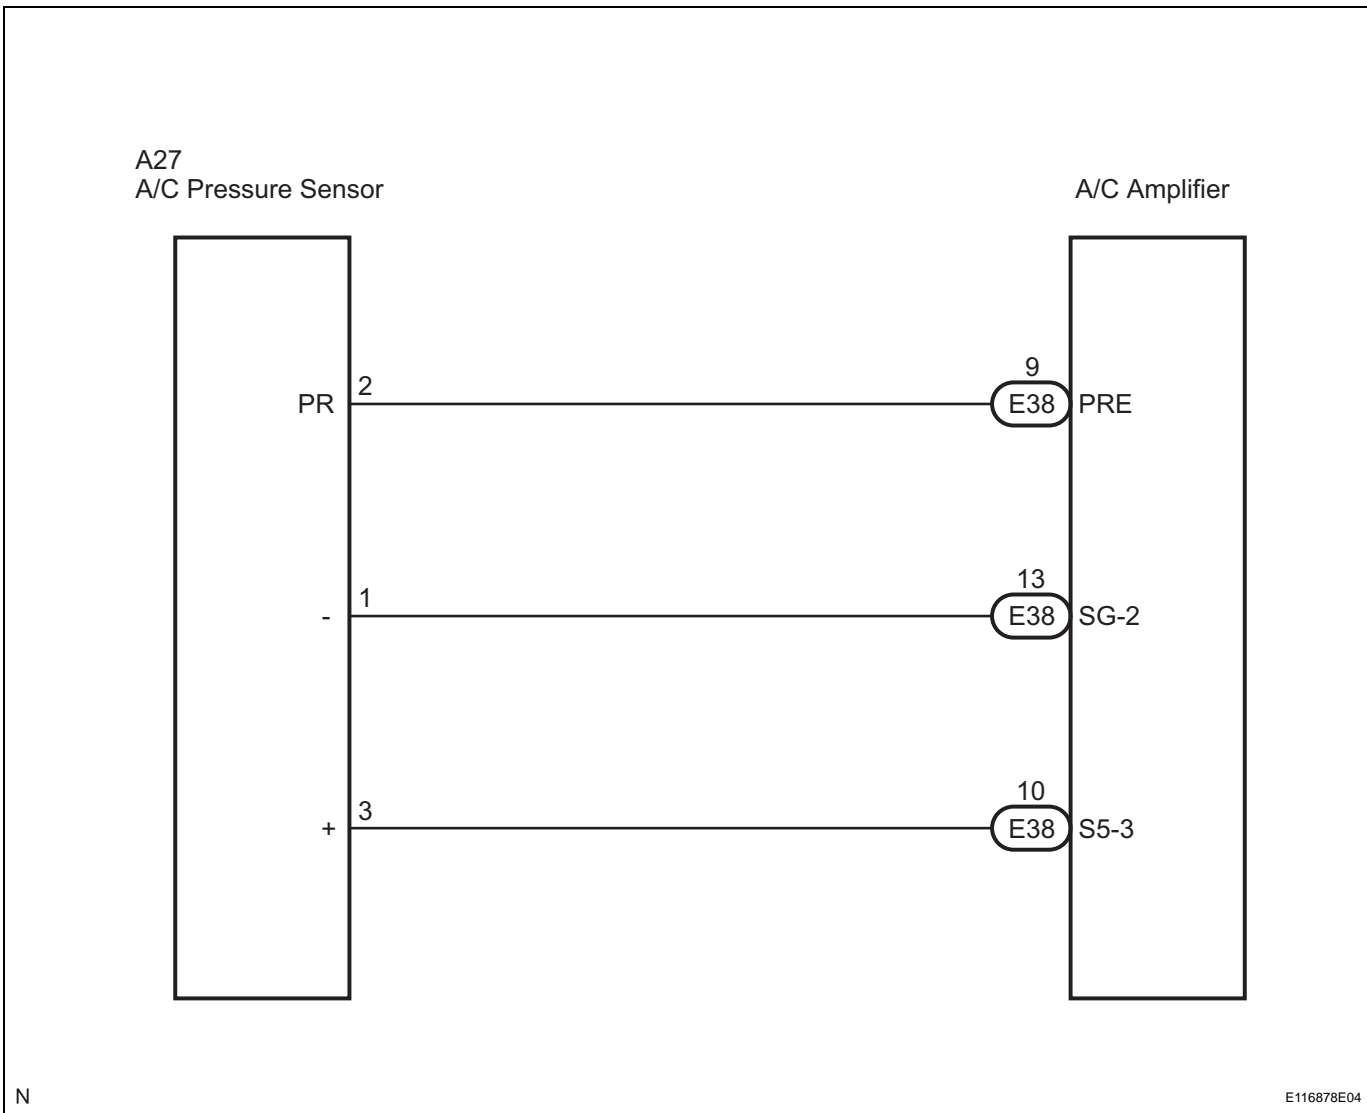 A27
A/C Pressure Sensor
A/C Amplifier
PR
2
9
E38
PRE
-
1
13
E38
SG-2
+
3
10
E38
S5-3
N
E116878E04